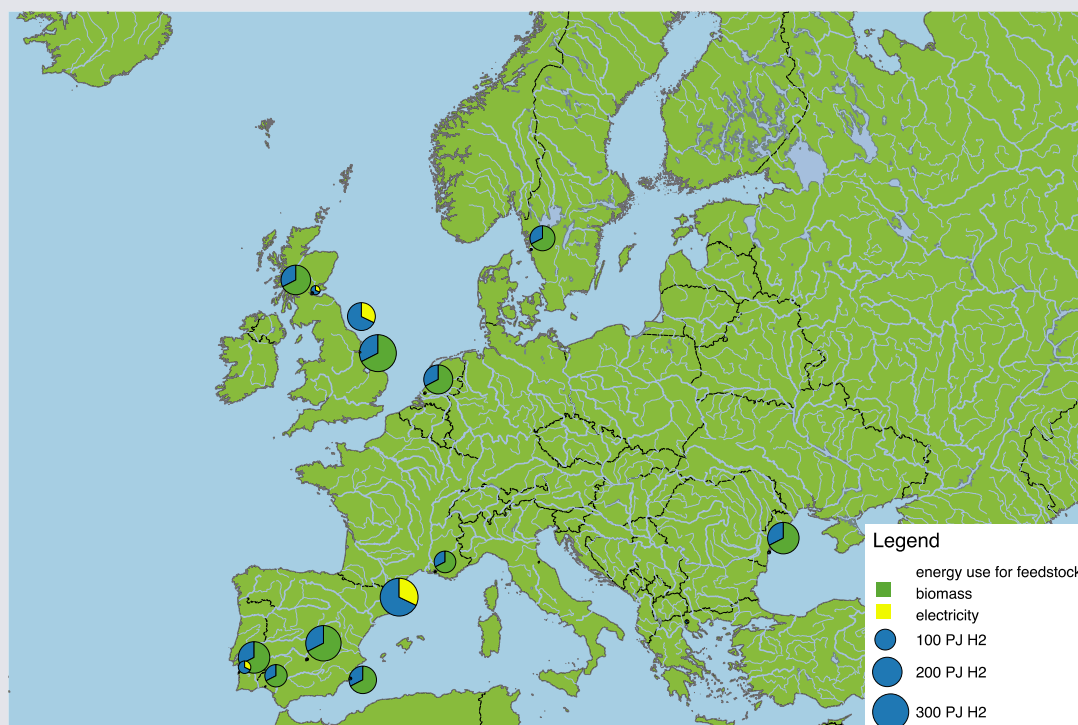 Legend
energy use for feedstock
biomass
electricity
100 PJ H2
200 PJ H2
300 PJ H2